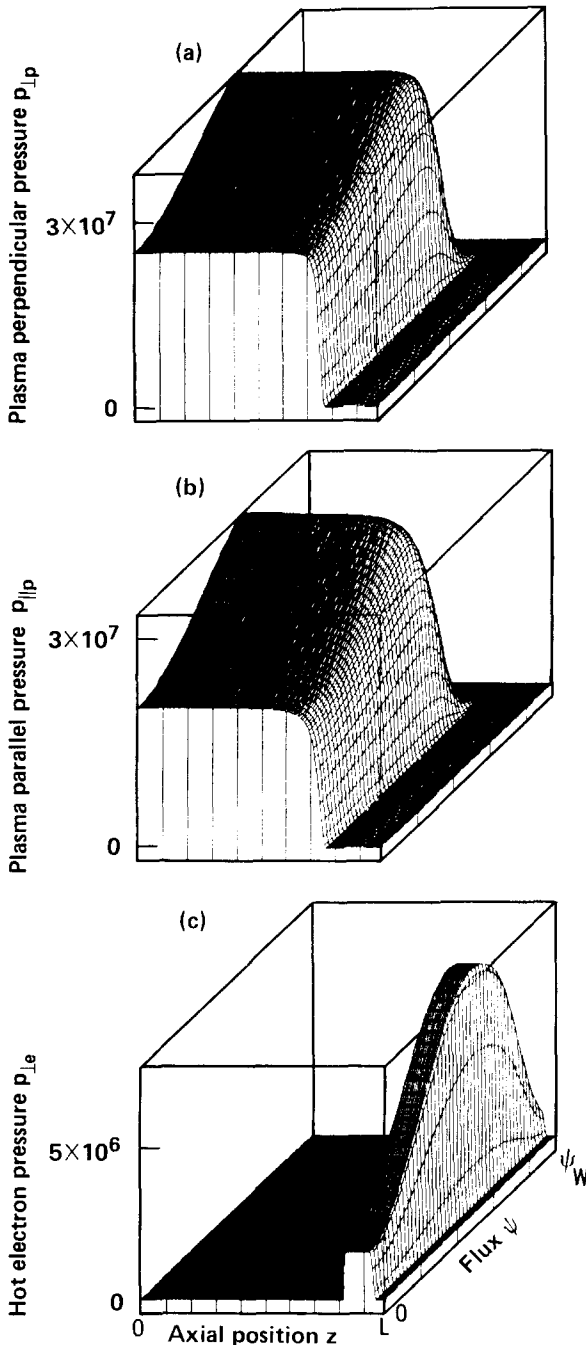 (a)
Plasma perpendicular pressure p⊥p
3×10⁷
0
(b)
Plasma parallel pressure p||p
3×10⁷
0
(c)
Hot electron pressure p⊥e
5×10⁶
0
0
Axial position z
L
0
Flux ψ
ψW